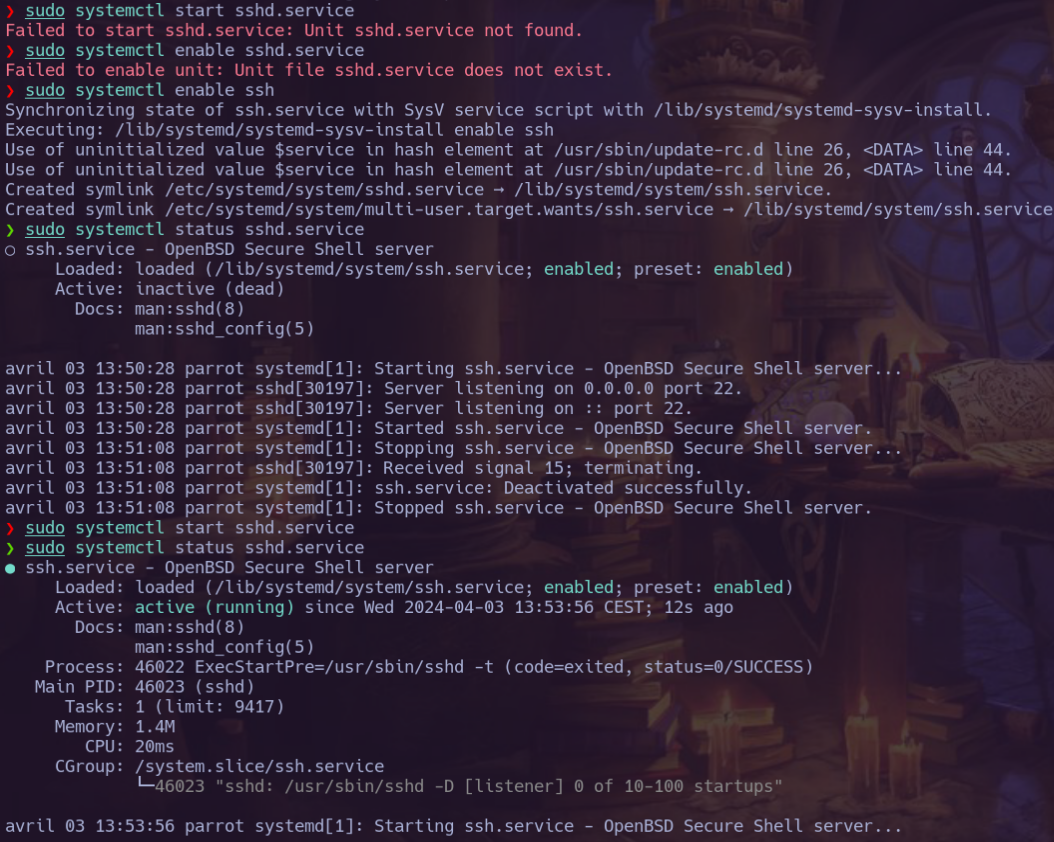 ❯ sudo systemctl start sshd.service
Failed to start sshd.service: Unit sshd.service not found.
❯ sudo systemctl enable sshd.service
Failed to enable unit: Unit file sshd.service does not exist.
❯ sudo systemctl enable ssh
Synchronizing state of ssh.service with SysV service script with /lib/systemd/systemd-sysv-install.
Executing: /lib/systemd/systemd-sysv-install enable ssh
Use of uninitialized value $service in hash element at /usr/sbin/update-rc.d line 26, <DATA> line 44.
Use of uninitialized value $service in hash element at /usr/sbin/update-rc.d line 26, <DATA> line 44.
Created symlink /etc/systemd/system/sshd.service → /lib/systemd/system/ssh.service.
Created symlink /etc/systemd/system/multi-user.target.wants/ssh.service → /lib/systemd/system/ssh.service
❯ sudo systemctl status sshd.service
○ ssh.service - OpenBSD Secure Shell server
     Loaded: loaded (/lib/systemd/system/ssh.service; enabled; preset: enabled)
     Active: inactive (dead)
       Docs: man:sshd(8)
             man:sshd_config(5)

avril 03 13:50:28 parrot systemd[1]: Starting ssh.service - OpenBSD Secure Shell server...
avril 03 13:50:28 parrot sshd[30197]: Server listening on 0.0.0.0 port 22.
avril 03 13:50:28 parrot sshd[30197]: Server listening on :: port 22.
avril 03 13:50:28 parrot systemd[1]: Started ssh.service - OpenBSD Secure Shell server.
avril 03 13:51:08 parrot systemd[1]: Stopping ssh.service - OpenBSD Secure Shell server...
avril 03 13:51:08 parrot sshd[30197]: Received signal 15; terminating.
avril 03 13:51:08 parrot systemd[1]: ssh.service: Deactivated successfully.
avril 03 13:51:08 parrot systemd[1]: Stopped ssh.service - OpenBSD Secure Shell server.
❯ sudo systemctl start sshd.service
❯ sudo systemctl status sshd.service
● ssh.service - OpenBSD Secure Shell server
     Loaded: loaded (/lib/systemd/system/ssh.service; enabled; preset: enabled)
     Active: active (running) since Wed 2024-04-03 13:53:56 CEST; 12s ago
       Docs: man:sshd(8)
             man:sshd_config(5)
    Process: 46022 ExecStartPre=/usr/sbin/sshd -t (code=exited, status=0/SUCCESS)
   Main PID: 46023 (sshd)
      Tasks: 1 (limit: 9417)
     Memory: 1.4M
        CPU: 20ms
     CGroup: /system.slice/ssh.service
             └─46023 "sshd: /usr/sbin/sshd -D [listener] 0 of 10-100 startups"

avril 03 13:53:56 parrot systemd[1]: Starting ssh.service - OpenBSD Secure Shell server...